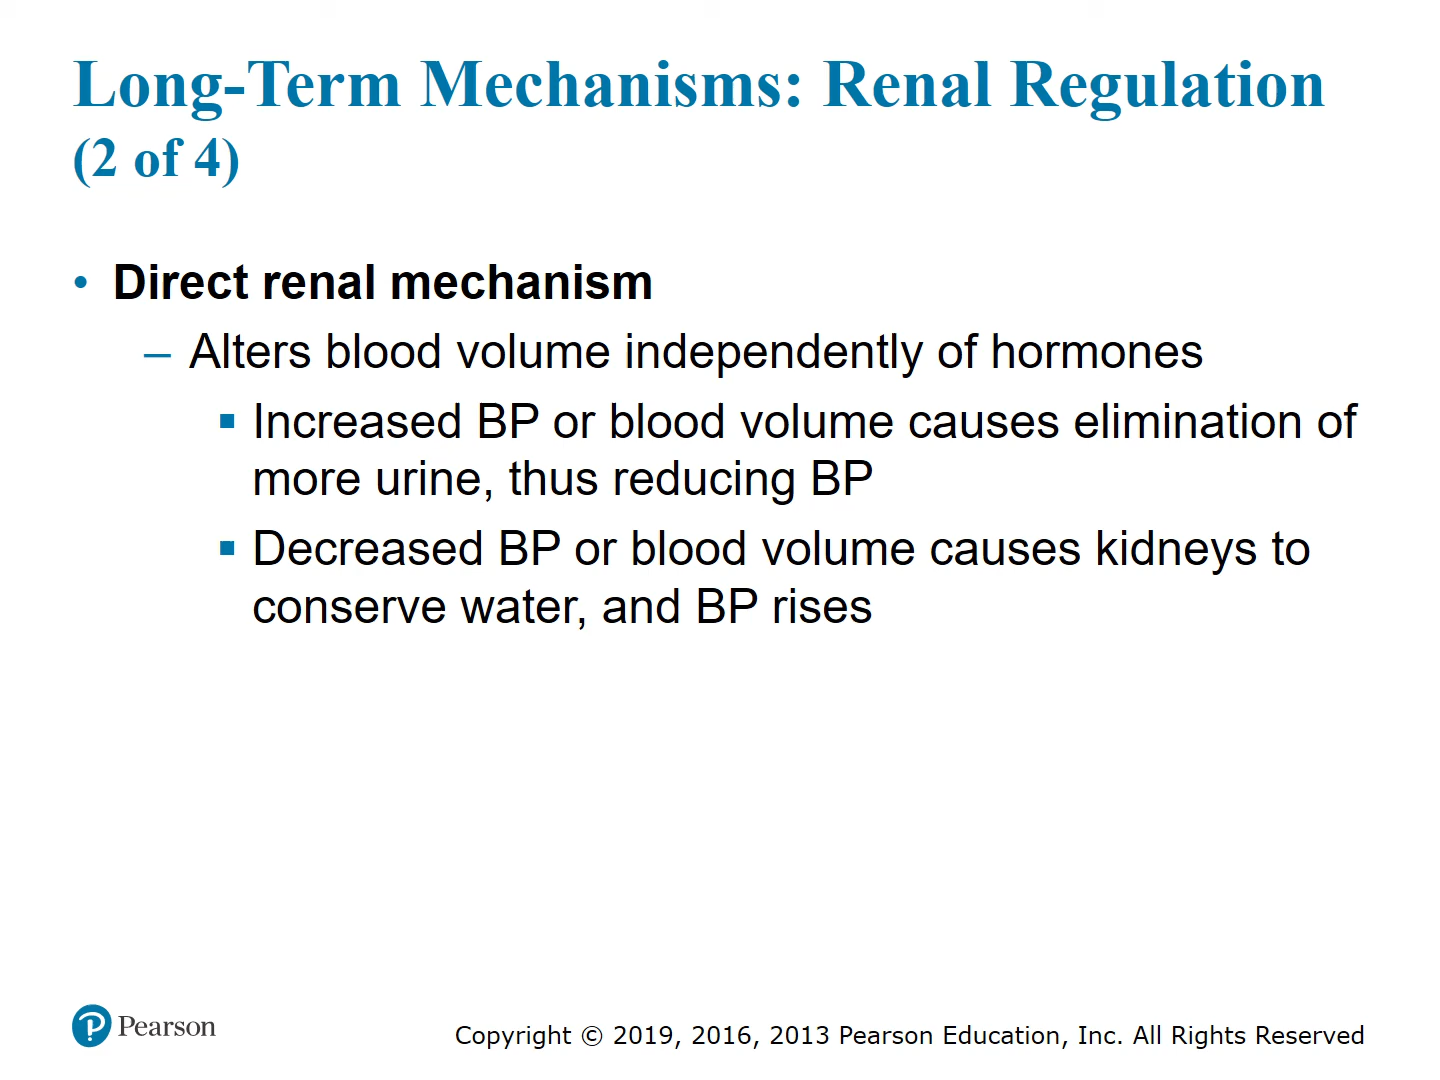 Long-Term Mechanisms: Renal Regulation
(2 of 4)
• Direct renal mechanism
– Alters blood volume independently of hormones
▪ Increased BP or blood volume causes elimination of
more urine, thus reducing BP
▪ Decreased BP or blood volume causes kidneys to
conserve water, and BP rises
Pearson
Copyright © 2019, 2016, 2013 Pearson Education, Inc. All Rights Reserved